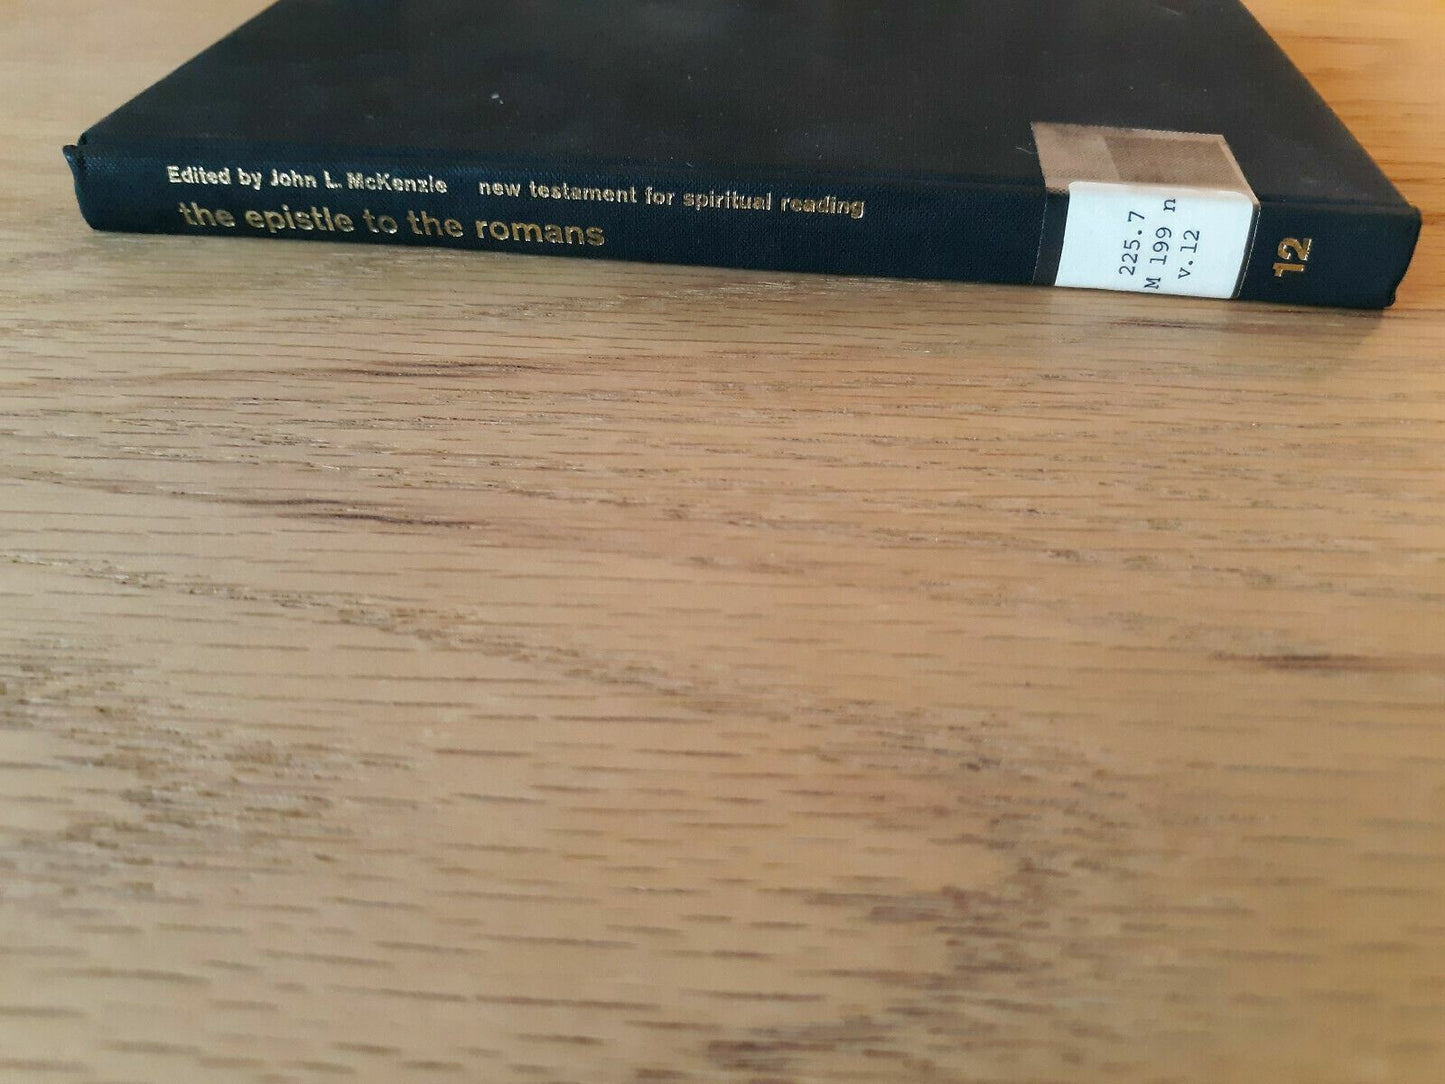 Edited by John L. McKenzie new testament for spiritual reading
the epistle to the romans
225.7
M 199 n
v.12
12